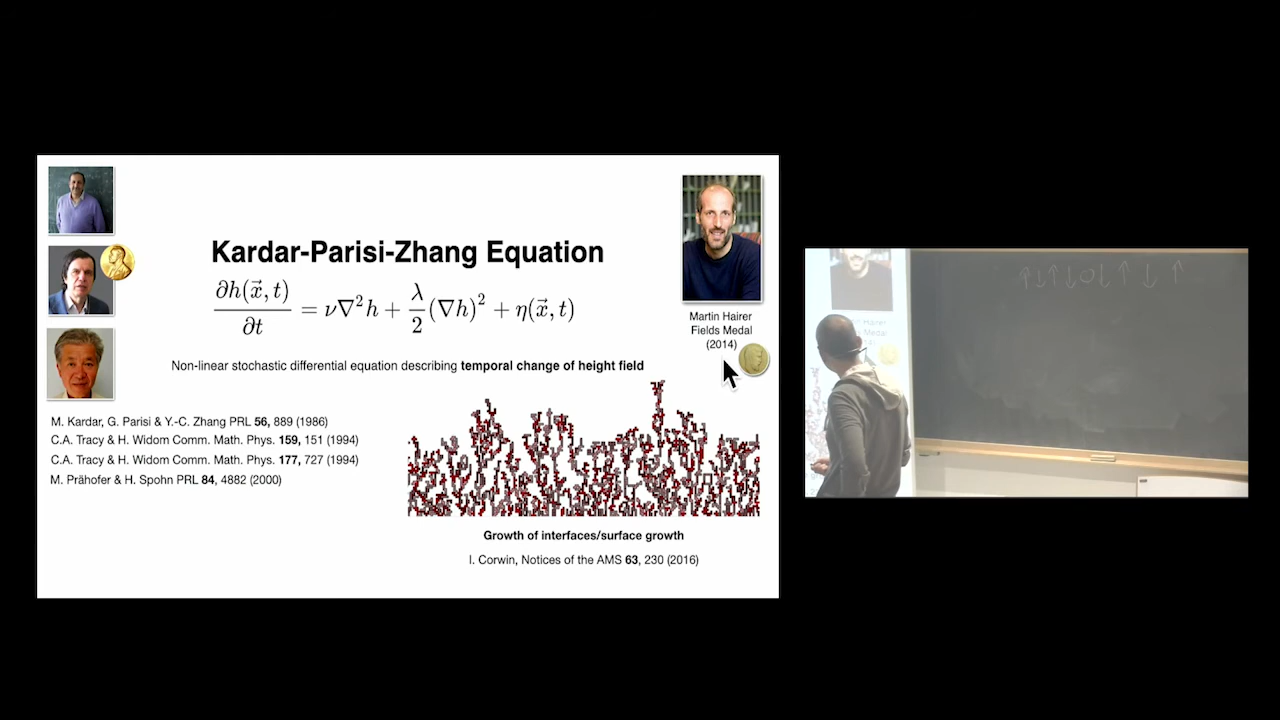 Kardar-Parisi-Zhang Equation
∂h(x⃗,t)/∂t = ν∇²h + λ/2 (∇h)² + η(x⃗,t)
Martin Hairer
Fields Medal
(2014)
Non-linear stochastic differential equation describing temporal change of height field
M. Kardar, G. Parisi & Y.-C. Zhang PRL 56, 889 (1986)
C.A. Tracy & H. Widom Comm. Math. Phys. 159, 151 (1994)
C.A. Tracy & H. Widom Comm. Math. Phys. 177, 727 (1994)
M. Prähofer & H. Spohn PRL 84, 4882 (2000)
Growth of interfaces/surface growth
I. Corwin, Notices of the AMS 63, 230 (2016)
↑↓↑↓O↓↑ ↓ ↑